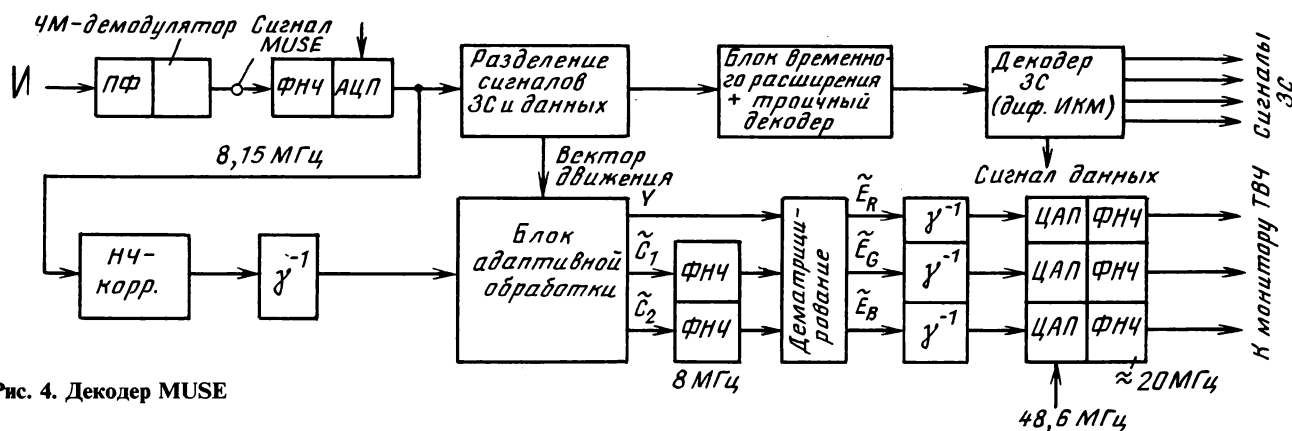 ЧМ-демодулятор
Сигнал
MUSE
И
ПФ
ФНЧ
АЦП
8,15 МГц
Разделение
сигналов
ЗС и данных
Блок временно-
го расширения
+ троичный
декодер
Декодер
ЗС
(диф. ИКМ)
Сигналы
ЗС
Вектор
движения
Сигнал данных
НЧ-
корр.
γ⁻¹
Блок
адаптивной
обработки
Y
C̃₁
C̃₂
ФНЧ
ФНЧ
8 МГц
Дематрици-
рование
ẼR
ẼG
ẼB
γ⁻¹
γ⁻¹
γ⁻¹
ЦАП ФНЧ
ЦАП ФНЧ
ЦАП ФНЧ
≈ 20 МГц
48,6 МГц
К монитору ТВЧ
Рис. 4. Декодер MUSE